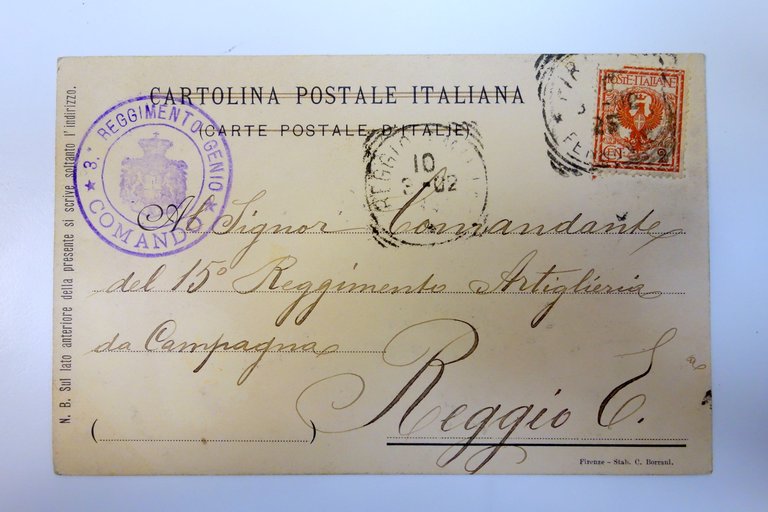 CARTOLINA POSTALE ITALIANA
(CARTE POSTALE D'ITALIE)
POSTE ITALIANE
CENT. 2
3.° REGGIMENTO GENIO
★ COMANDO ★
REGGIO
10
02
Al Signor Comandante
del 15° Reggimento Artiglieria
da Campagna
Reggio E.a
( )
Firenze – Stab. C. Borrani.
N. B. Sul lato anteriore della presente si scrive soltanto l'indirizzo.